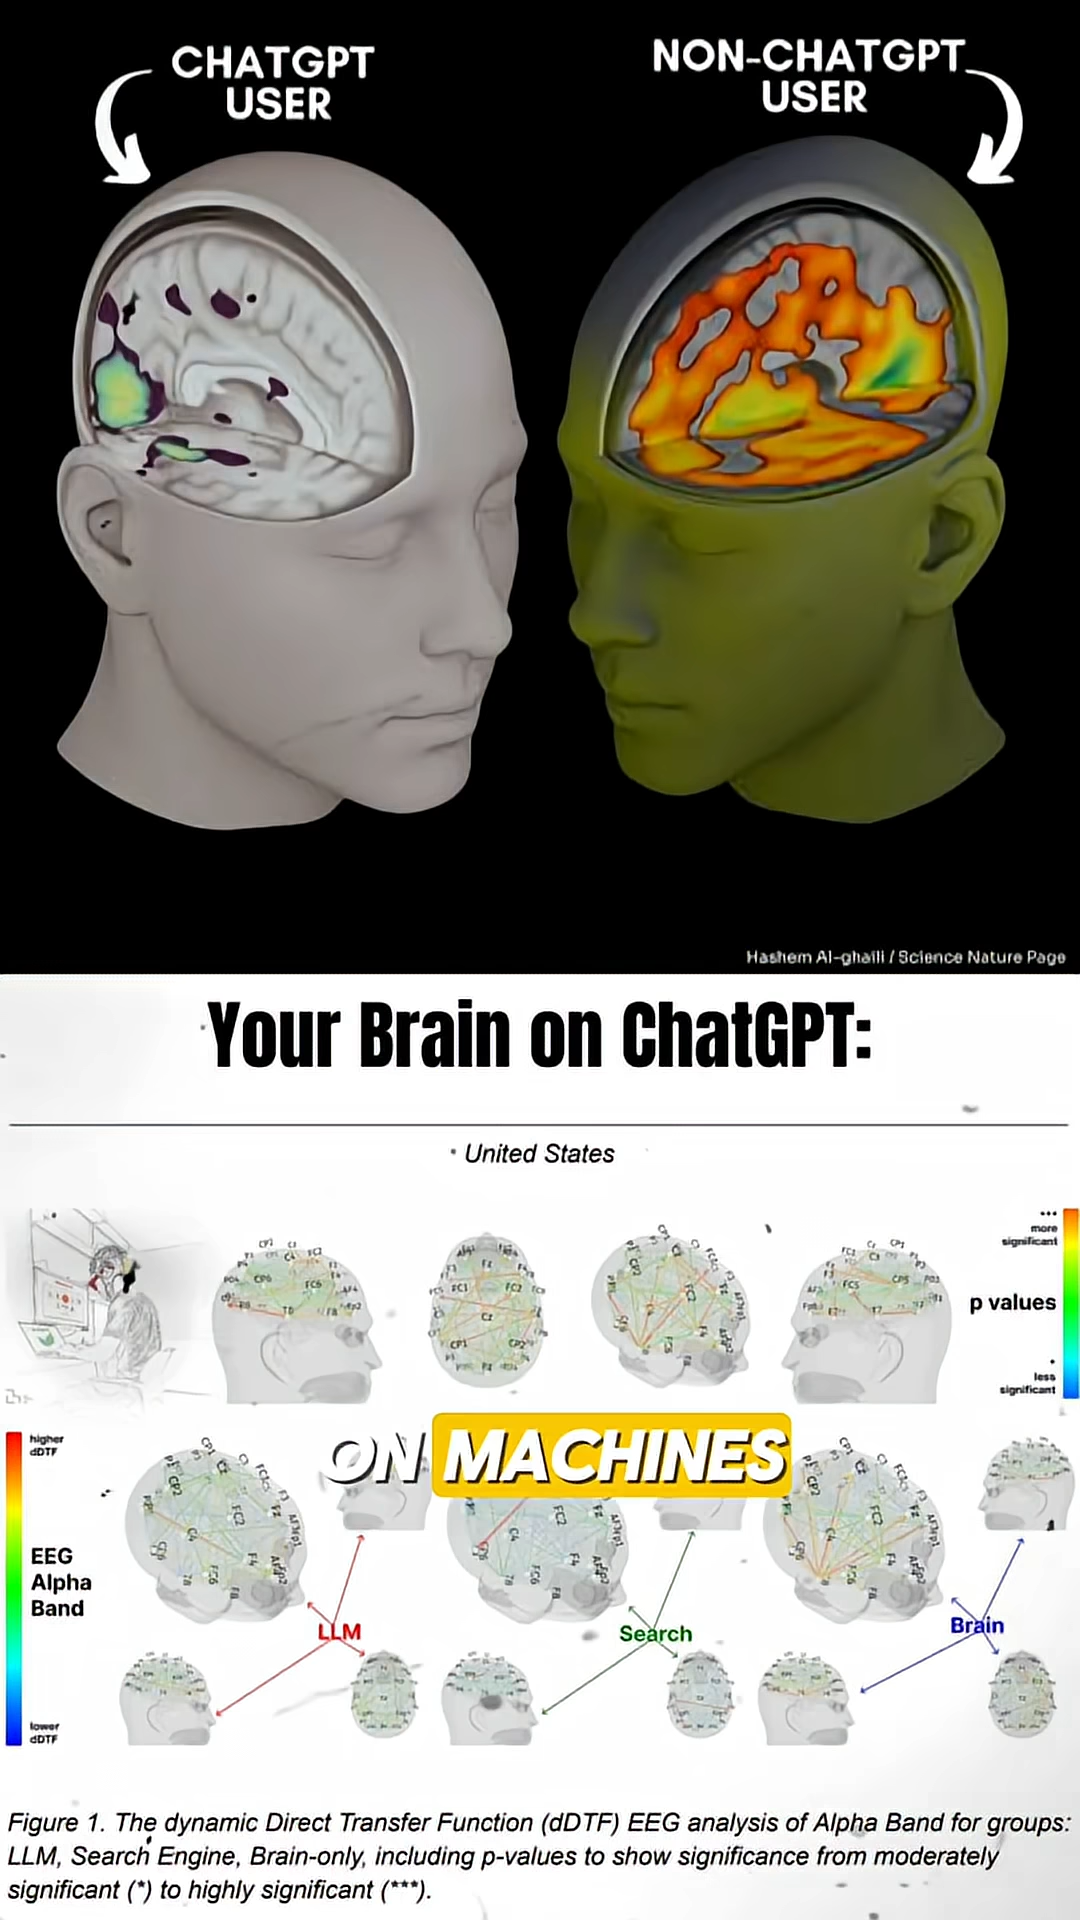 CHATGPT
USER
NON-CHATGPT
USER
Hashem Al-ghaili / Science Nature Page
Your Brain on ChatGPT:
United States
***
more
significant
p values
*
less
significant
higher
dDTF
EEG
Alpha
Band
lower
dDTF
ON MACHINES
LLM
Search
Brain
Figure 1. The dynamic Direct Transfer Function (dDTF) EEG analysis of Alpha Band for groups:
LLM, Search Engine, Brain-only, including p-values to show significance from moderately
significant (*) to highly significant (***).